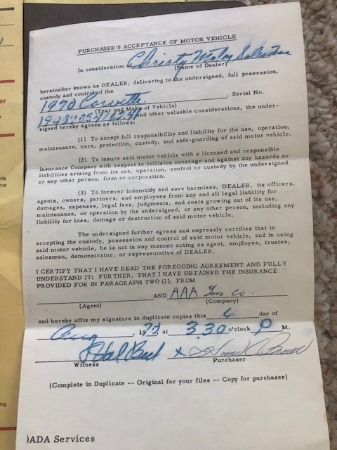 PURCHASER'S ACCEPTANCE OF MOTOR VEHICLE
In consideration Christy
(Name of Dealer)
hereinafter known as DEALER, delivering to the undersigned, full possession,
custody and control of the
1970 Corvette Serial No.
(Year and Make of Vehicle)
and other valuable considerations, the under-
signed hereby agrees as follows:
(1) To accept full responsibility and liability for the use, operation,
maintenance, care, protection, custody, and safe-guarding of said motor vehicle.
(2) To insure said motor vehicle with a licensed and responsible
Insurance Company with respect to collision coverage and against any hazards or
liabilities arising from its use, operation, control or custody by the undersigned
or any other person, firm or corporation.
(3) To forever indemnify and save harmless, DEALER, its officers,
agents, owners, partners, and employees from any and all legal liability for
damages, expenses, legal fees, judgments, and costs growing out of its use,
maintenance, or operation by the undersigned, or any other person, including any
liability for loss, damage, or destruction of said motor vehicle.
The undersigned further agrees and expressly certifies that in
accepting the custody, possession and control of said motor vehicle, and in using
said motor vehicle, he is not in any manner acting as agent, employee, trustee,
salesman, demonstrator, or representative of DEALER.
I CERTIFY THAT I HAVE READ THE FOREGOING AGREEMENT AND FULLY
UNDERSTAND IT; FURTHER, THAT I HAVE OBTAINED THE INSURANCE
PROVIDED FOR IN PARAGRAPH TWO (2), FROM
AND AAA Ins Co.
(Agent) (Company)
and hereby affix my signature to duplicate copies this 6 day of
Aug 1973 3:30 o'clock P M.
Hal x
Witness Purchaser
(Complete in Duplicate -- Original for your files -- Copy for purchaser)
DADA Services